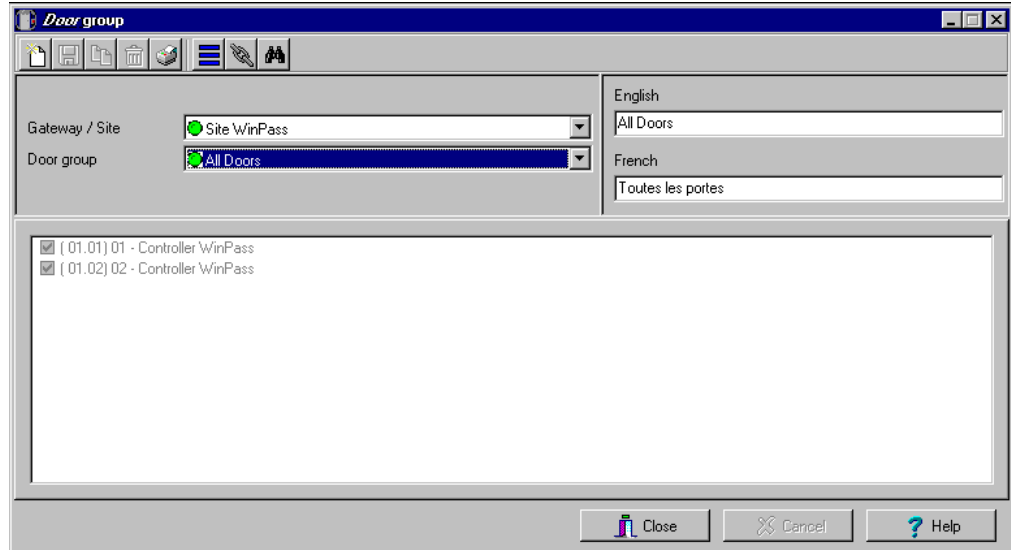 Door group
English
Gateway / Site
Site WinPass
All Doors
Door group
All Doors
French
Toutes les portes
( 01.01) 01 - Controller WinPass
( 01.02) 02 - Controller WinPass
Close
Cancel
Help